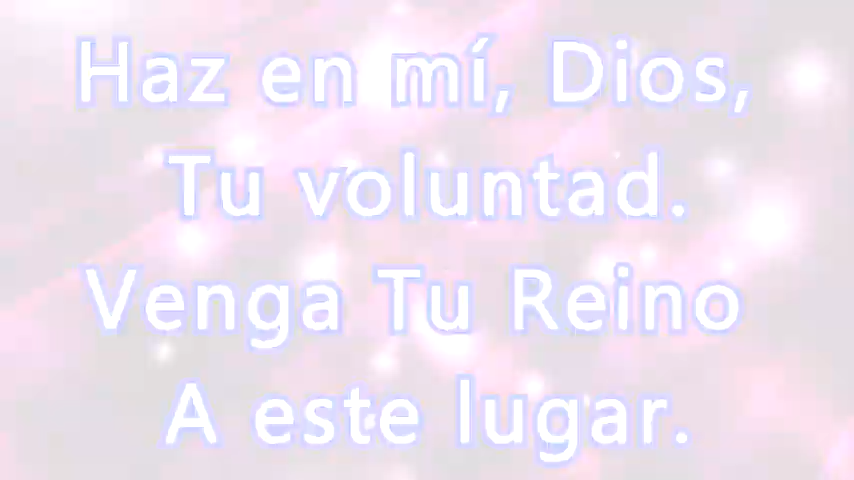 Haz en mí, Dios,
Tu voluntad.
Venga Tu Reino
A este lugar.